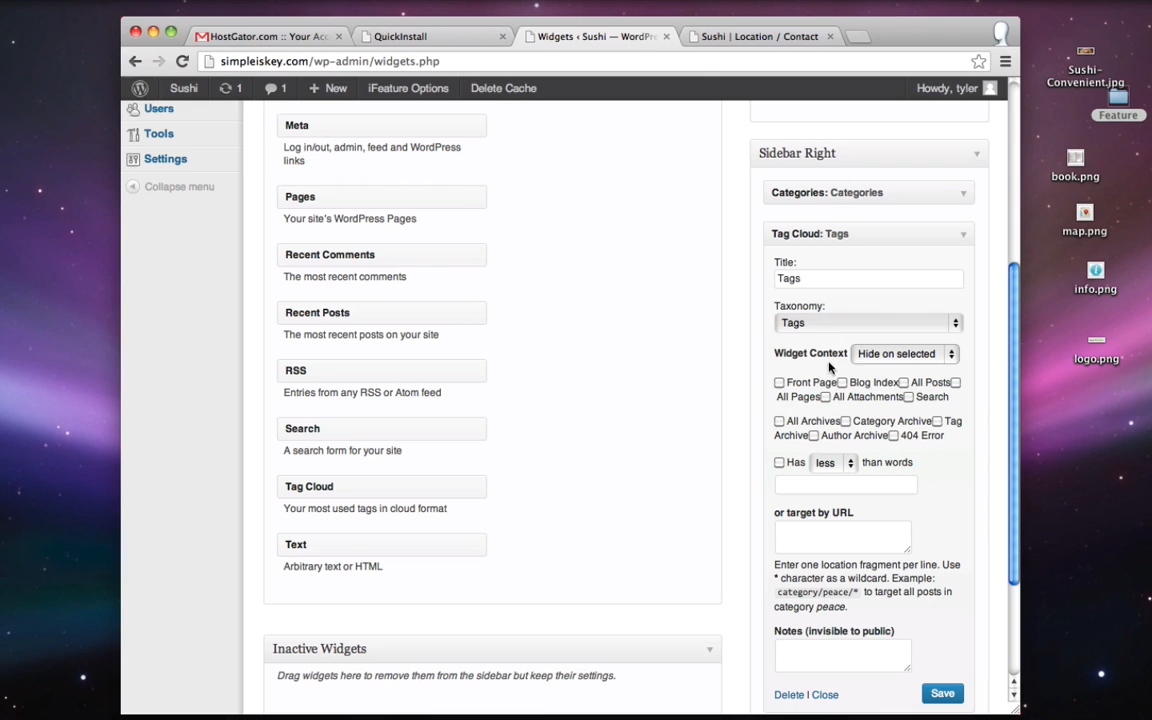 HostGator.com :: Your Acc
QuickInstall
Widgets ‹ Sushi — WordPre
Sushi | Location / Contact
simpleiskey.com/wp-admin/widgets.php
Sushi
1
1
+ New
iFeature Options
Delete Cache
Howdy, tyler
Users
Tools
Settings
Collapse menu
Meta
Log in/out, admin, feed and WordPress
links
Pages
Your site's WordPress Pages
Recent Comments
The most recent comments
Recent Posts
The most recent posts on your site
RSS
Entries from any RSS or Atom feed
Search
A search form for your site
Tag Cloud
Your most used tags in cloud format
Text
Arbitrary text or HTML
Inactive Widgets
Drag widgets here to remove them from the sidebar but keep their settings.
Sidebar Right
Categories: Categories
Tag Cloud: Tags
Title:
Tags
Taxonomy:
Tags
Widget Context Hide on selected
Front Page Blog Index All Posts
All Pages All Attachments Search
All Archives Category Archive Tag
Archive Author Archive 404 Error
Has less than words
or target by URL
Enter one location fragment per line. Use
* character as a wildcard. Example:
category/peace/* to target all posts in
category peace.
Notes (invisible to public)
Delete | Close
Save
Sushi-
Convenient.jpg
Feature
book.png
map.png
info.png
logo.png